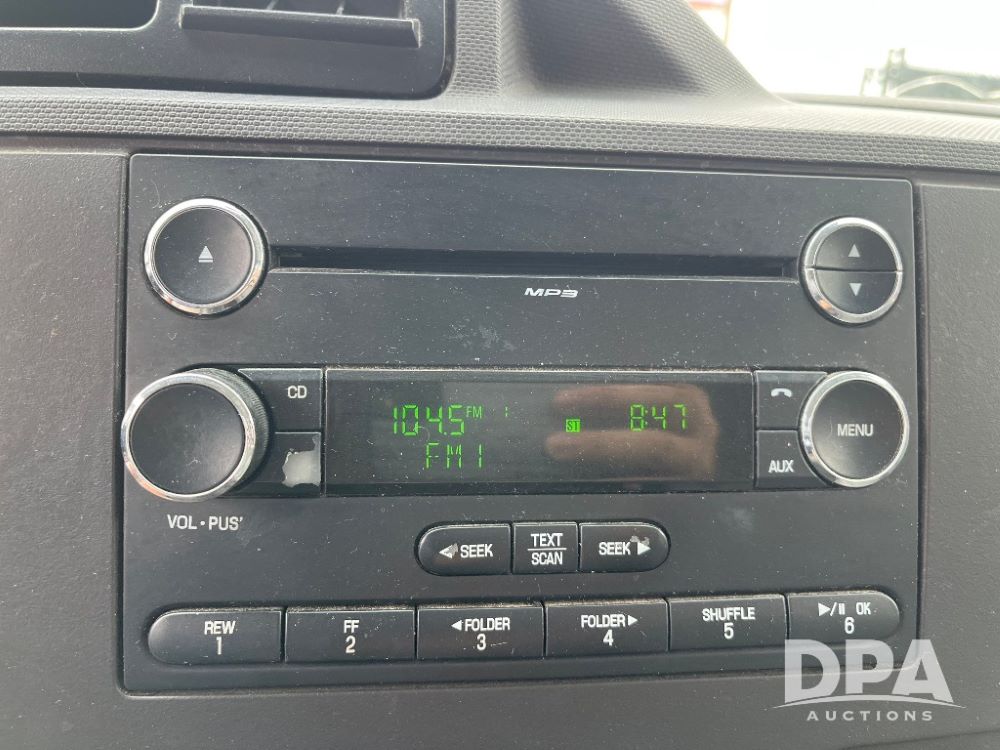 MP3
CD
104.5 FM 1 ST 8:47
FM1
MENU
AUX
VOL • PUS'
◀SEEK TEXT SCAN SEEK▶
REW 1
FF 2
◀FOLDER 3
FOLDER▶ 4
SHUFFLE 5
▶/II OK 6
DPA
AUCTIONS